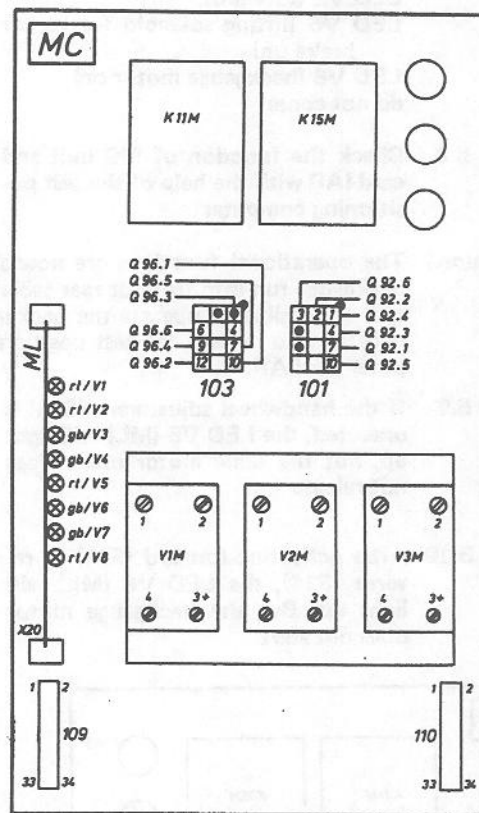 MC
K11M
K15M
Q 96.1
Q 96.5
Q 96.3
Q 96.6
Q 96.4
Q 96.2
Q 92.6
Q 92.2
Q 92.4
Q 92.3
Q 92.1
Q 92.5
6 4
9 7
12 10
3 2 1
4
7
10
103
101
ML
rt/V1
rt/V2
gb/V3
gb/V4
rt/V5
gb/V6
gb/V7
rt/V8
1 2
V1M
4 3+
1 2
V2M
4 3+
1 2
V3M
4 3+
X20
1 2
109
33 34
1 2
110
33 34